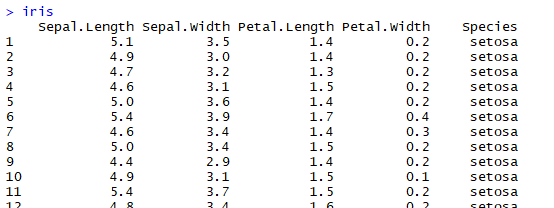 > iris
Sepal.Length Sepal.Width Petal.Length Petal.Width Species
1 5.1 3.5 1.4 0.2 setosa
2 4.9 3.0 1.4 0.2 setosa
3 4.7 3.2 1.3 0.2 setosa
4 4.6 3.1 1.5 0.2 setosa
5 5.0 3.6 1.4 0.2 setosa
6 5.4 3.9 1.7 0.4 setosa
7 4.6 3.4 1.4 0.3 setosa
8 5.0 3.4 1.5 0.2 setosa
9 4.4 2.9 1.4 0.2 setosa
10 4.9 3.1 1.5 0.1 setosa
11 5.4 3.7 1.5 0.2 setosa
12 4.8 3.4 1.6 0.2 setosa